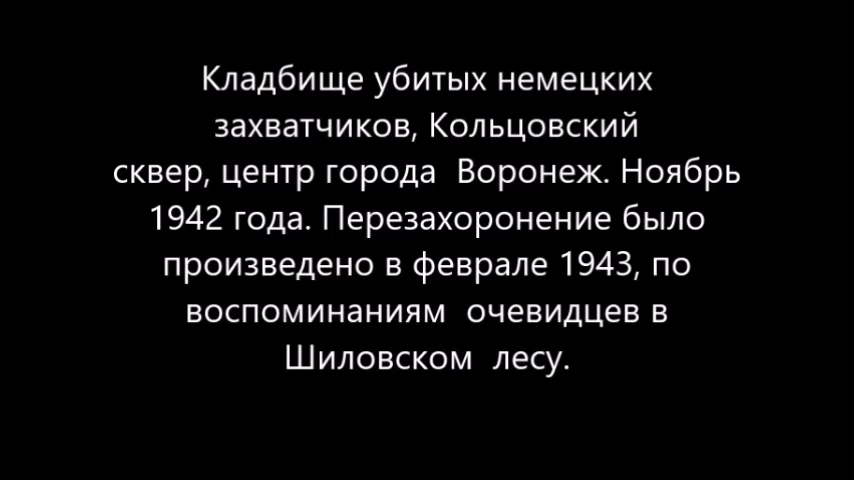 Кладбище убитых немецких
захватчиков, Кольцовский
сквер, центр города  Воронеж. Ноябрь
1942 года. Перезахоронение было
произведено в феврале 1943, по
воспоминаниям  очевидцев в
Шиловском  лесу.